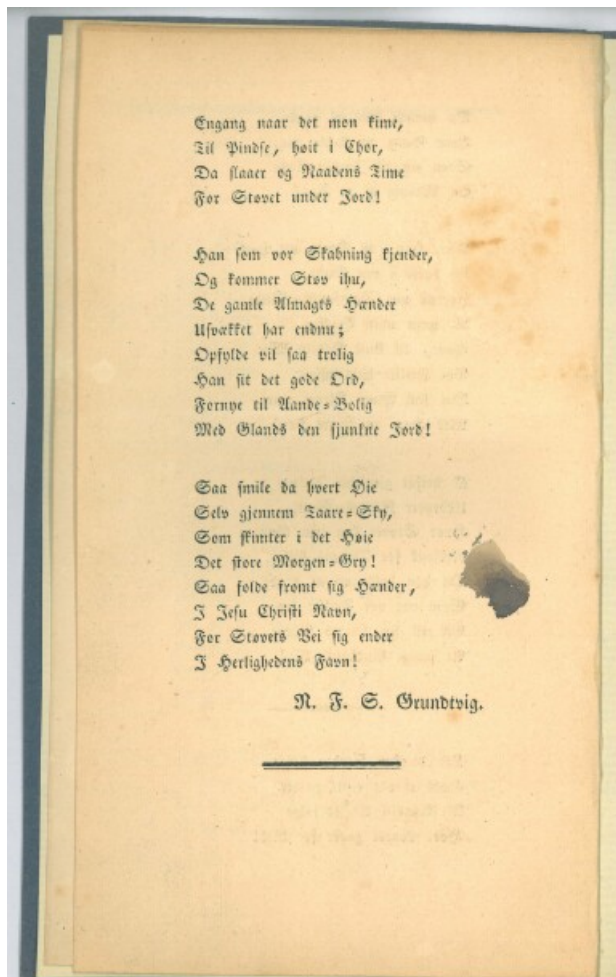 Engang naar det mon kime,
Til Pindse, høit i Chor,
Da slaaer og Naadens Time
For Støvet under Jord!
Han som vor Skabning kjender,
Og kommer Støv ihu,
De gamle Almagts Hænder
Usvækket har endnu;
Opfylde vil saa trolig
Han sit det gode Ord,
Fornye til Aande-Bolig
Med Glands den sjunkne Jord!
Saa smile da hvert Øie
Selv gjennem Taare-Sky,
Som skimter i det Høie
Det store Morgen-Gry!
Saa folde fromt sig Hænder,
I Jesu Christi Navn,
For Støvets Vei sig ender
I Herlighedens Favn!
N. F. S. Grundtvig.